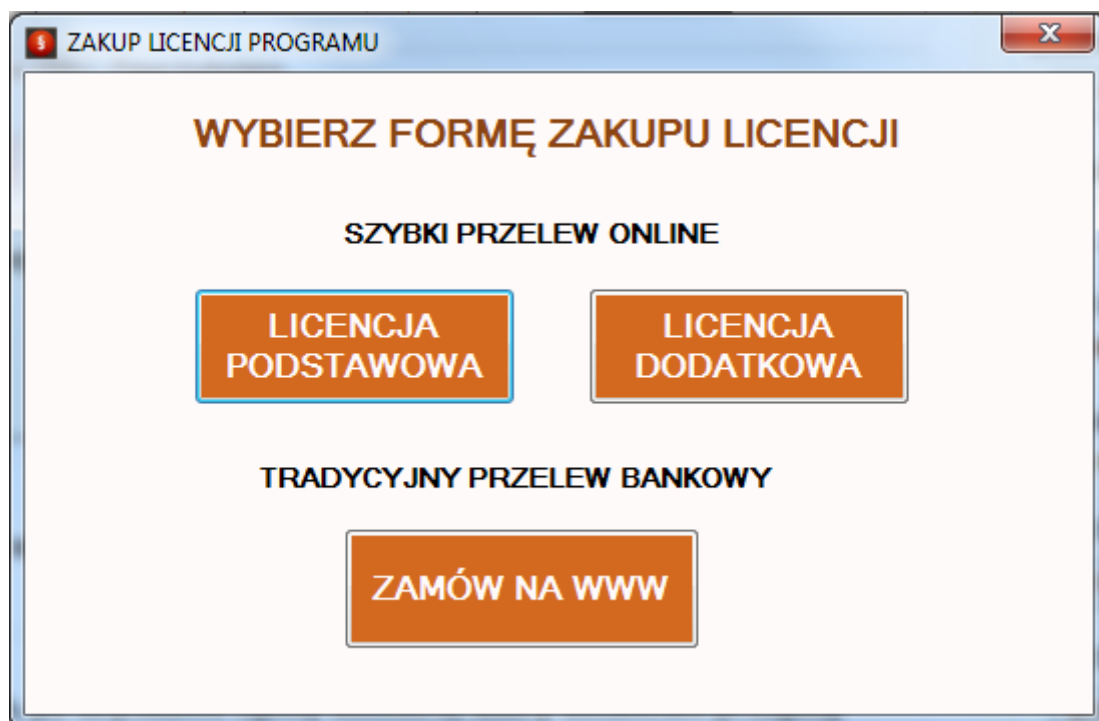 ZAKUP LICENCJI PROGRAMU
WYBIERZ FORMĘ ZAKUPU LICENCJI
SZYBKI PRZELEW ONLINE
LICENCJA
PODSTAWOWA
LICENCJA
DODATKOWA
TRADYCYJNY PRZELEW BANKOWY
ZAMÓW NA WWW